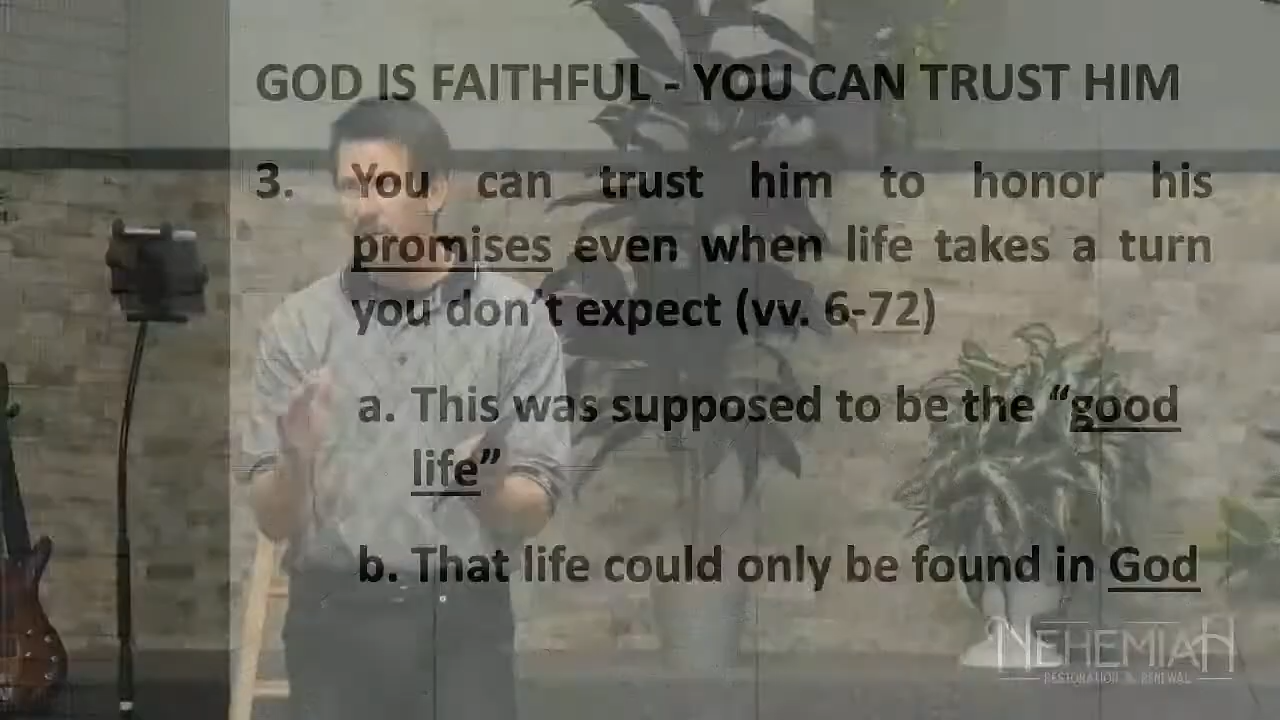 GOD IS FAITHFUL - YOU CAN TRUST HIM
3. You can trust him to honor his
promises even when life takes a turn
you don’t expect (vv. 6-72)
a. This was supposed to be the “good
life”
b. That life could only be found in God
NEHEMIAH
RESTORATION & RENEWAL